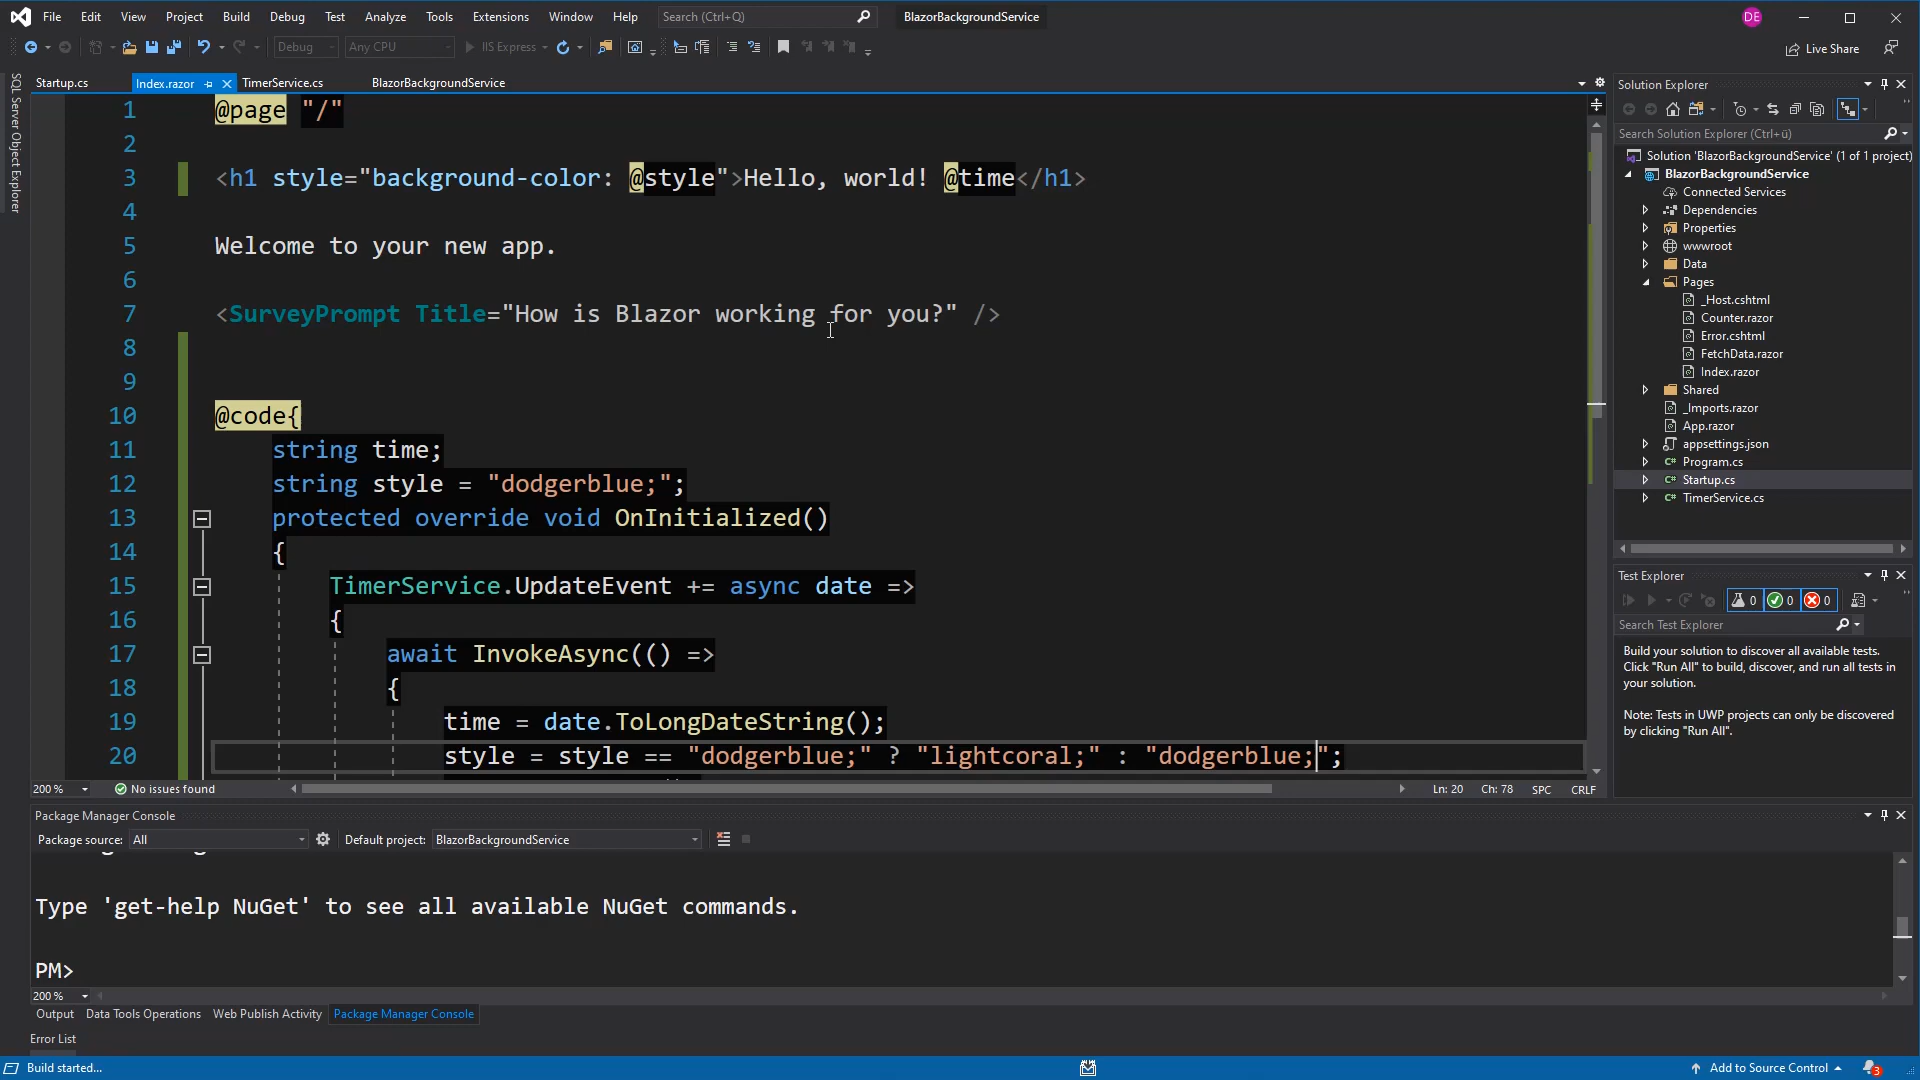 File Edit View Project Build Debug Test Analyze Tools Extensions Window Help Search (Ctrl+Q) BlazorBackgroundService DE
Debug Any CPU IIS Express Live Share
SQL Server Object Explorer
Startup.cs Index.razor TimerService.cs BlazorBackgroundService
1 @page "/"
2
3 <h1 style="background-color: @style">Hello, world! @time</h1>
4
5 Welcome to your new app.
6
7 <SurveyPrompt Title="How is Blazor working for you?" />
8
9
10 @code{
11 string time;
12 string style = "dodgerblue;";
13 protected override void OnInitialized()
14 {
15 TimerService.UpdateEvent += async date =>
16 {
17 await InvokeAsync(() =>
18 {
19 time = date.ToLongDateString();
20 style = style == "dodgerblue;" ? "lightcoral;" : "dodgerblue;";
200 % No issues found Ln: 20 Ch: 78 SPC CRLF
Solution Explorer
Search Solution Explorer (Ctrl+ü)
Solution 'BlazorBackgroundService' (1 of 1 project)
BlazorBackgroundService
Connected Services
Dependencies
Properties
wwwroot
Data
Pages
_Host.cshtml
Counter.razor
Error.cshtml
FetchData.razor
Index.razor
Shared
_Imports.razor
App.razor
appsettings.json
C# Program.cs
C# Startup.cs
C# TimerService.cs
Test Explorer
0 0 0
Search Test Explorer
Build your solution to discover all available tests.
Click "Run All" to build, discover, and run all tests in
your solution.
Note: Tests in UWP projects can only be discovered
by clicking "Run All".
Package Manager Console
Package source: All Default project: BlazorBackgroundService
Type 'get-help NuGet' to see all available NuGet commands.
PM>
200 %
Output Data Tools Operations Web Publish Activity Package Manager Console
Error List
Build started... Add to Source Control 3